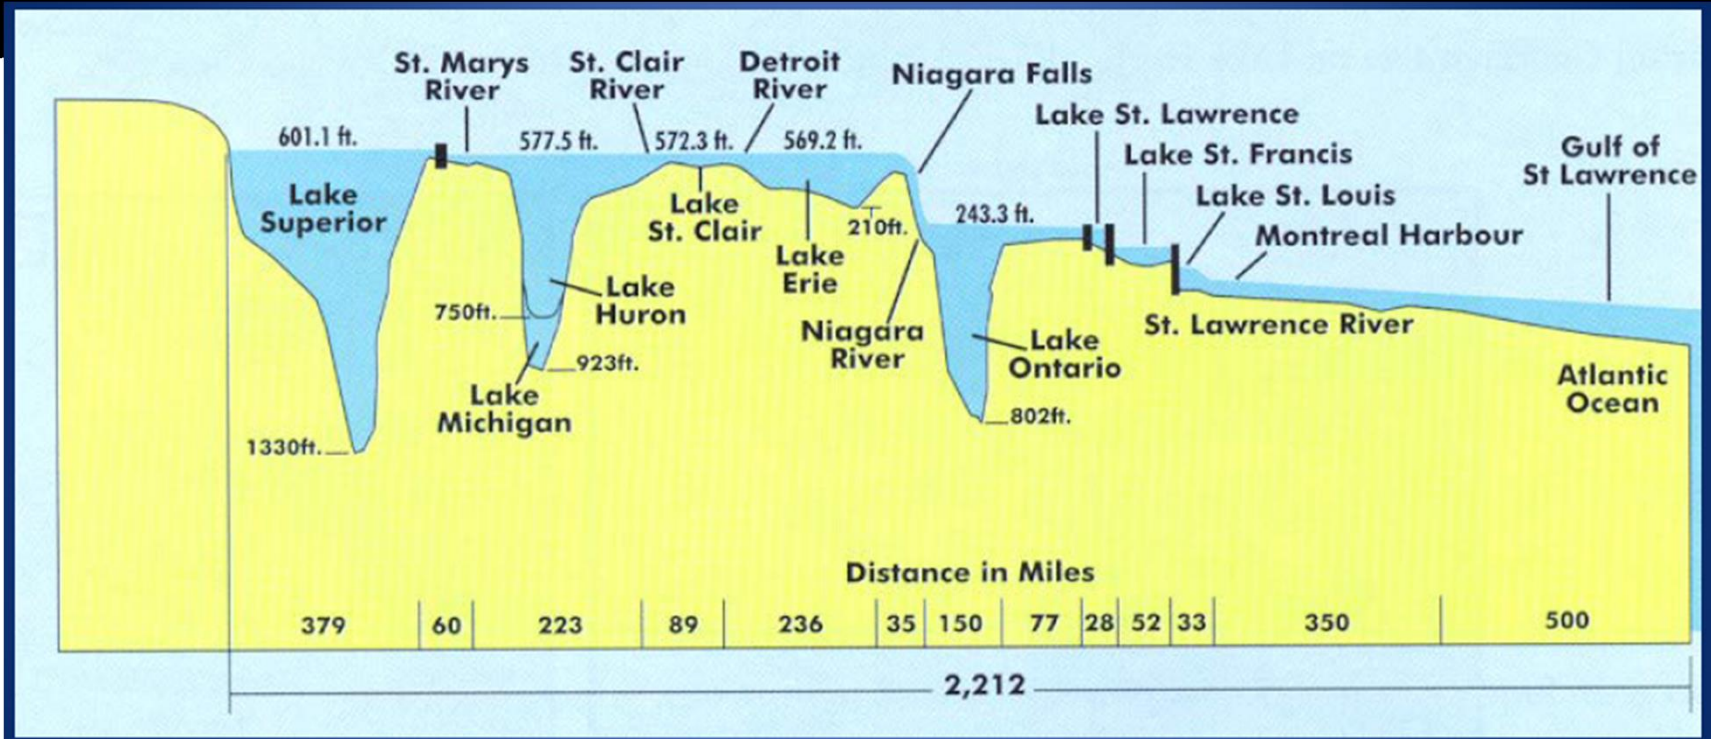 St. Marys
River
St. Clair
River
Detroit
River
Niagara Falls
Lake St. Lawrence
Lake St. Francis
Lake St. Louis
Montreal Harbour
Gulf of
St Lawrence
601.1 ft.
577.5 ft.
572.3 ft.
569.2 ft.
243.3 ft.
Lake
Superior
Lake
St. Clair
210ft.
Lake
Erie
Lake
Huron
750ft.
923ft.
Lake
Michigan
1330ft.
Niagara
River
Lake
Ontario
802ft.
St. Lawrence River
Atlantic
Ocean
Distance in Miles
379 60 223 89 236 35 150 77 28 52 33 350 500
2,212